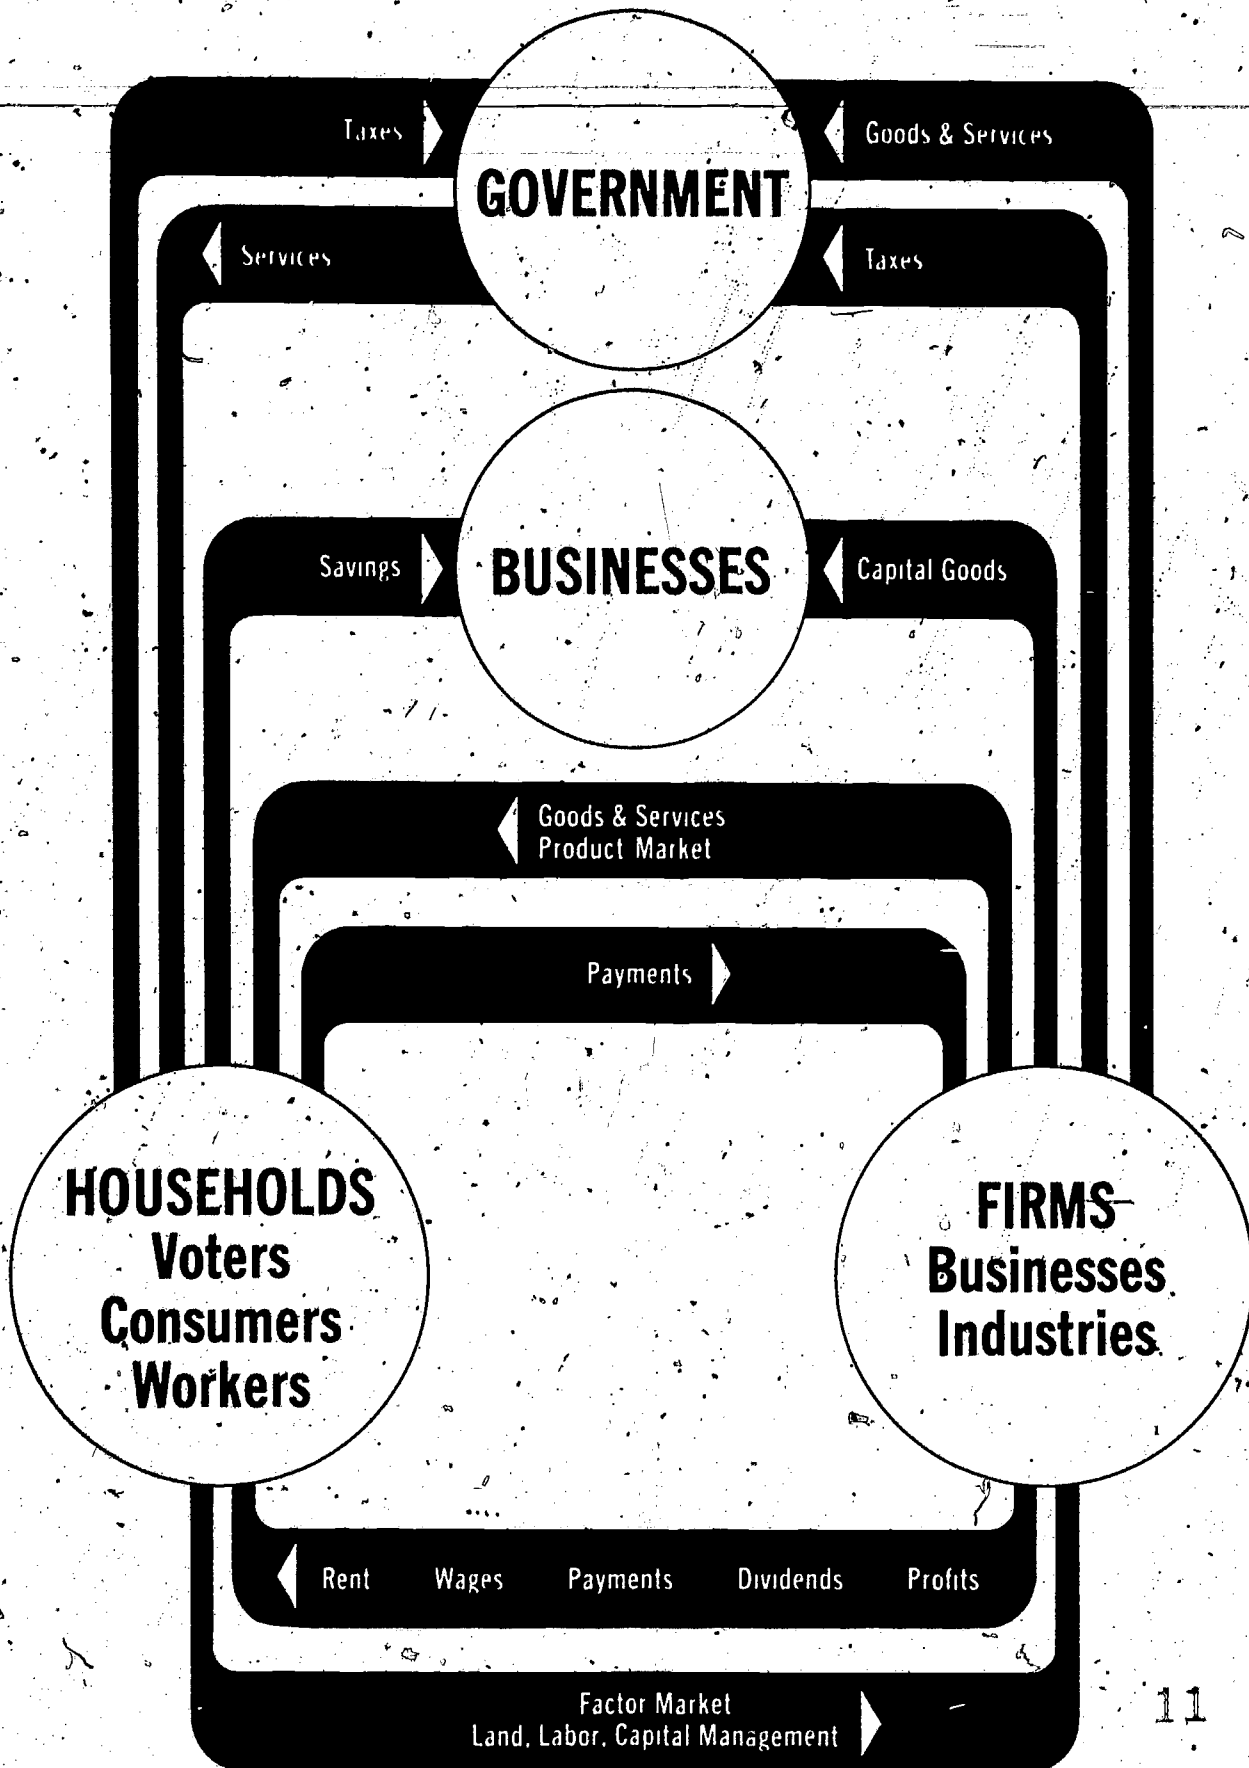 Taxes
Goods & Services
GOVERNMENT
Services
Taxes
Savings
BUSINESSES
Capital Goods
Goods & Services
Product Market
Payments
HOUSEHOLDS
Voters
Consumers
Workers
FIRMS
Businesses
Industries
Rent Wages Payments Dividends Profits
Factor Market
Land, Labor, Capital Management
11